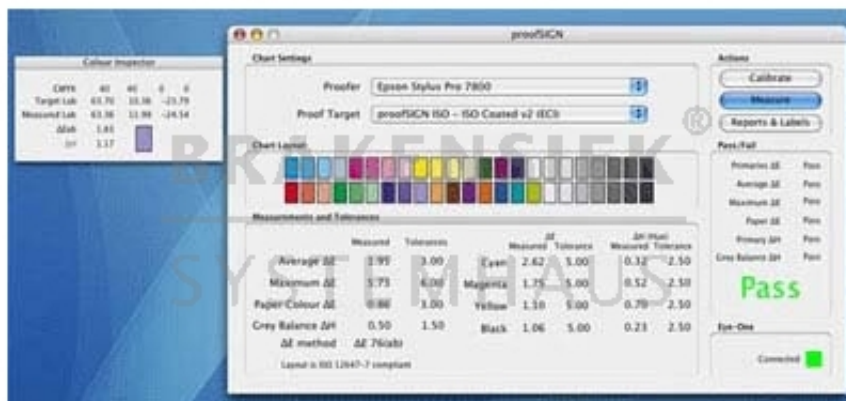 proofSIGN
Colour Inspector
CMYK 40 40 0 0
Target Lab 63.70 10.36 -23.79
Measured Lab 63.36 11.99 -24.54
ΔEab 1.83
ΔH 1.17
Chart Settings
Proofer Epson Stylus Pro 7800
Proof Target proofSIGN ISO - ISO Coated v2 (ECI)
Actions
Calibrate
Measure
Reports & Labels
Chart Layout
BRAKENSIEK®
SYSTEMHAUS
Measurements and Tolerances
Measured Tolerances
Average ΔE 1.95 3.00
Maximum ΔE 5.73 6.00
Paper Colour ΔE 0.86 3.00
Grey Balance ΔH 0.50 1.50
ΔE method ΔE 76(ab)
Layout is ISO 12647-7 compliant
ΔE ΔH (Hue)
Measured Tolerance Measured Tolerance
Cyan 2.62 5.00 0.32 2.50
Magenta 1.75 5.00 0.52 2.50
Yellow 1.10 5.00 0.79 2.50
Black 1.06 5.00 0.23 2.50
Pass/Fail
Primaries ΔE Pass
Average ΔE Pass
Maximum ΔE Pass
Paper ΔE Pass
Primary ΔH Pass
Grey Balance ΔH Pass
Pass
Eye-One
Connected